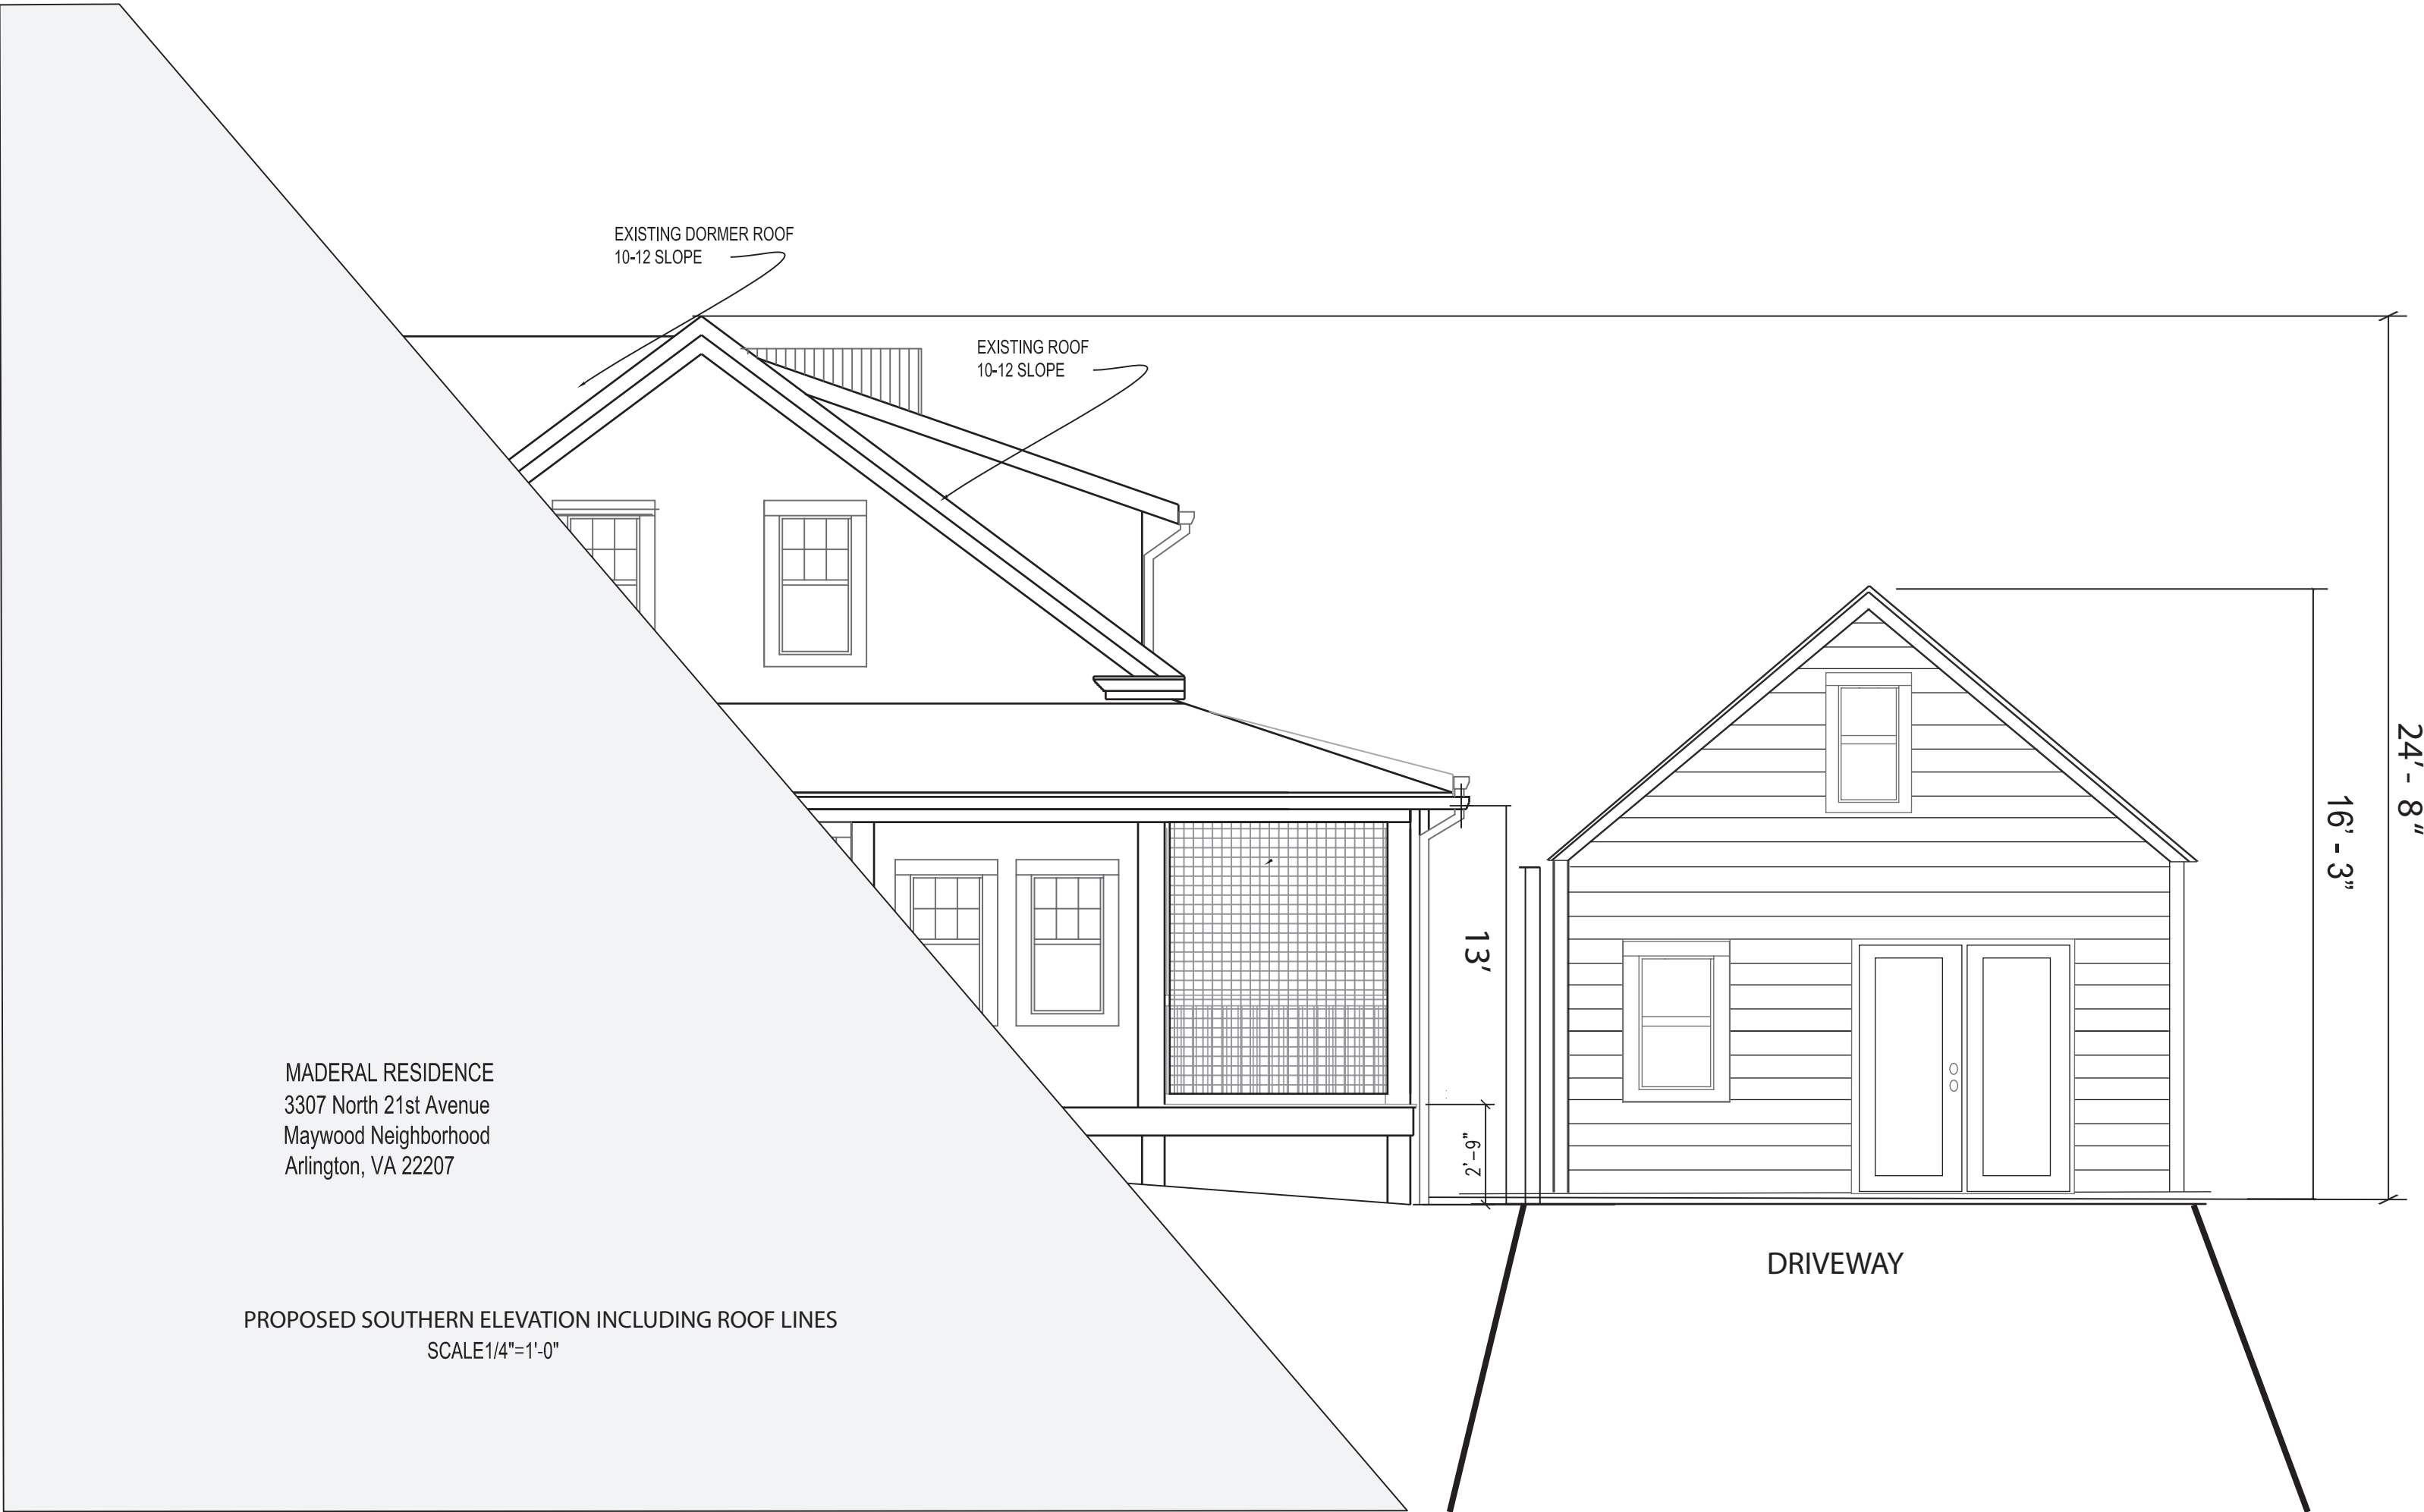 EXISTING DORMER ROOF
10-12 SLOPE
EXISTING ROOF
10-12 SLOPE
24' - 8"
16' - 3"
13'
2'-9"
MADERAL RESIDENCE
3307 North 21st Avenue
Maywood Neighborhood
Arlington, VA 22207
DRIVEWAY
PROPOSED SOUTHERN ELEVATION INCLUDING ROOF LINES
SCALE1/4"=1'-0"